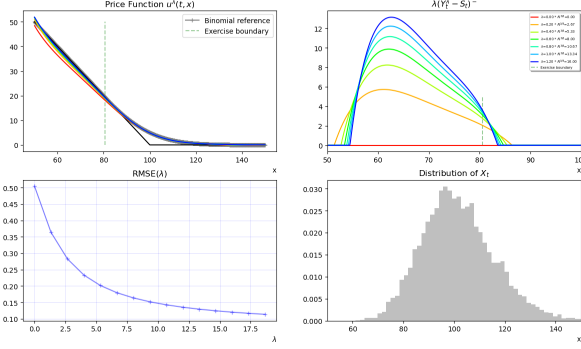 Price Function u^λ(t, x)
Binomial reference
Exercise boundary
50
40
30
20
10
0
60 80 100 120 140
x
λ(Y_t^λ − S_t)^−
12
10
8
6
4
2
0
Exercise boundary
50 60 70 80 90 100
x
RMSE(λ)
0.50
0.45
0.40
0.35
0.30
0.25
0.20
0.15
0.10
0.0 2.5 5.0 7.5 10.0 12.5 15.0 17.5
λ
Distribution of X_t
0.030
0.025
0.020
0.015
0.010
0.005
0.000
60 80 100 120 140
x